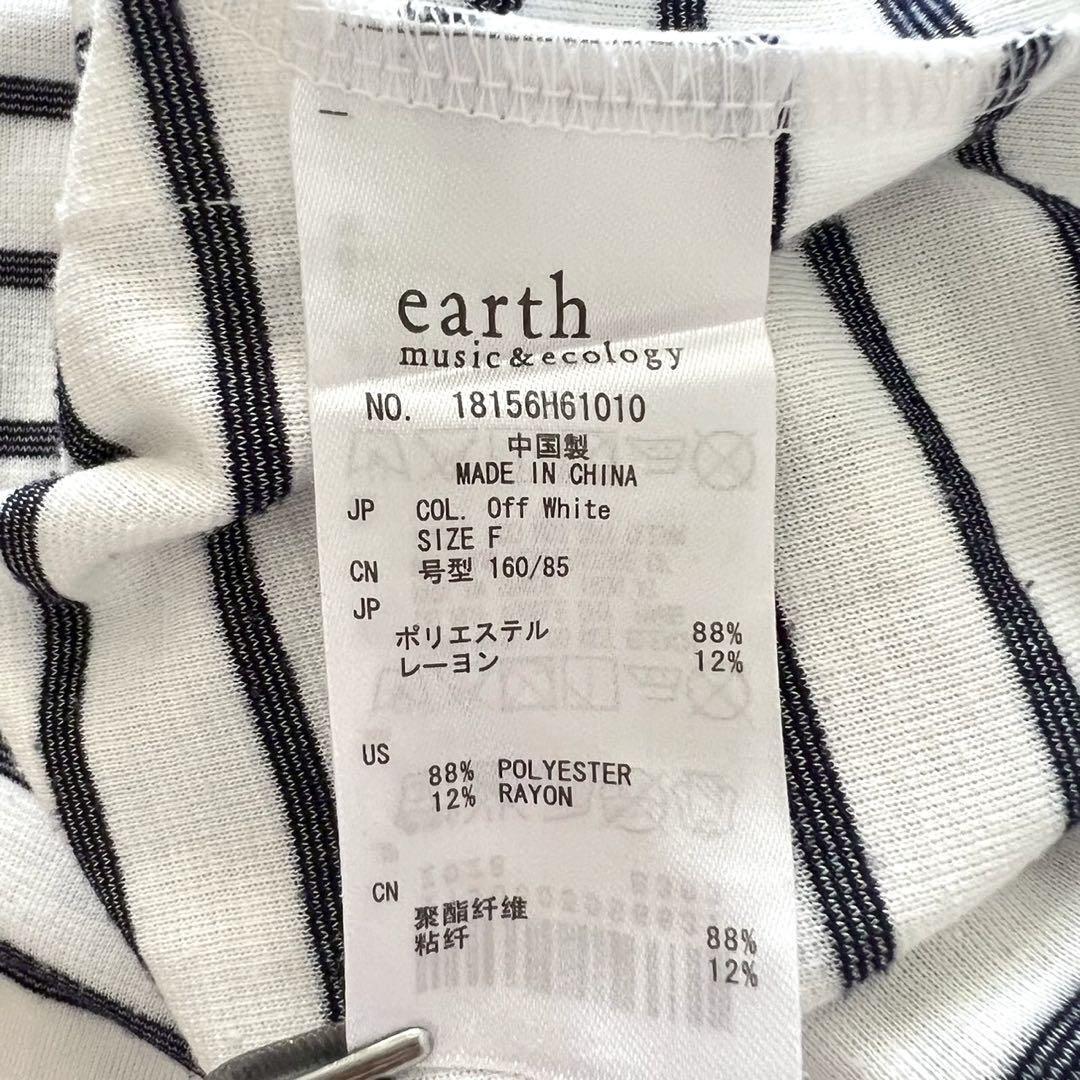 earth
music&ecology
NO. 18156H61010
中国製
MADE IN CHINA
JP COL. Off White
SIZE F
CN 号型 160/85
JP
ポリエステル 88%
レーヨン 12%
US
88% POLYESTER
12% RAYON
CN
聚酯纤维 88%
粘纤 12%